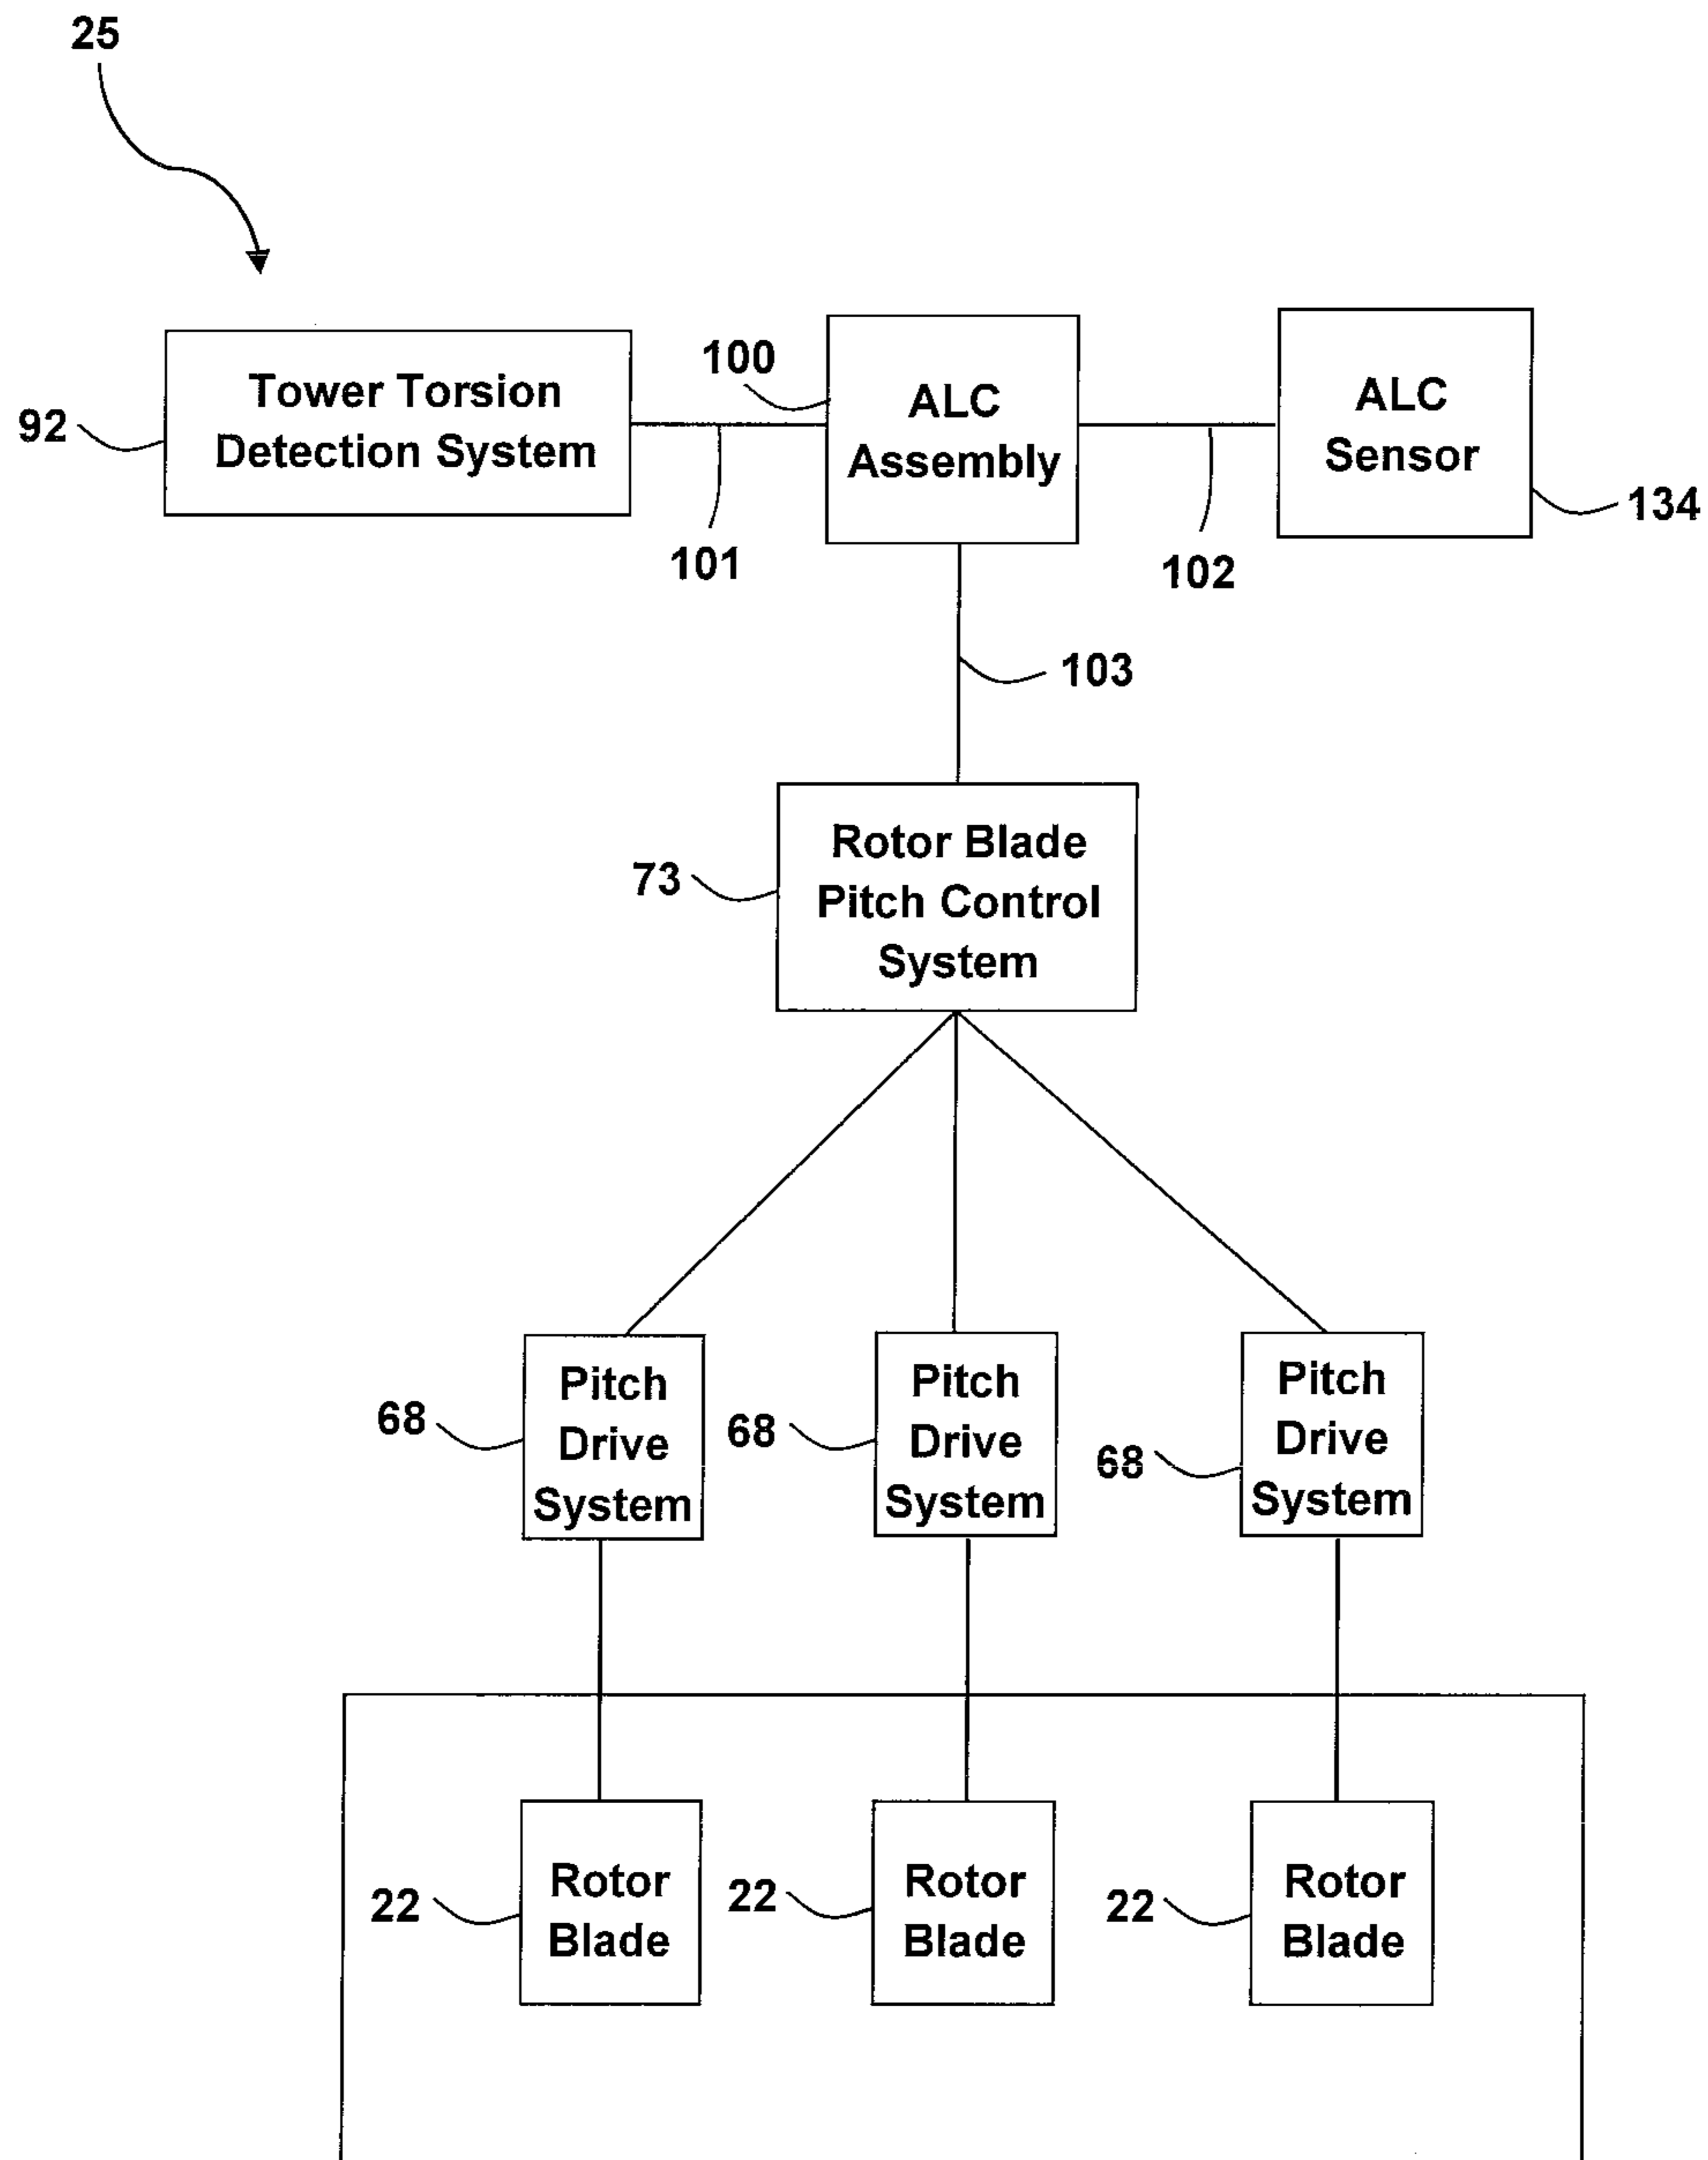 25
Tower Torsion
Detection System
92
100
ALC
Assembly
ALC
Sensor
134
101
102
103
Rotor Blade
Pitch Control
System
73
Pitch
Drive
System
68
Pitch
Drive
System
68
Pitch
Drive
System
68
Rotor
Blade
22
Rotor
Blade
22
Rotor
Blade
22